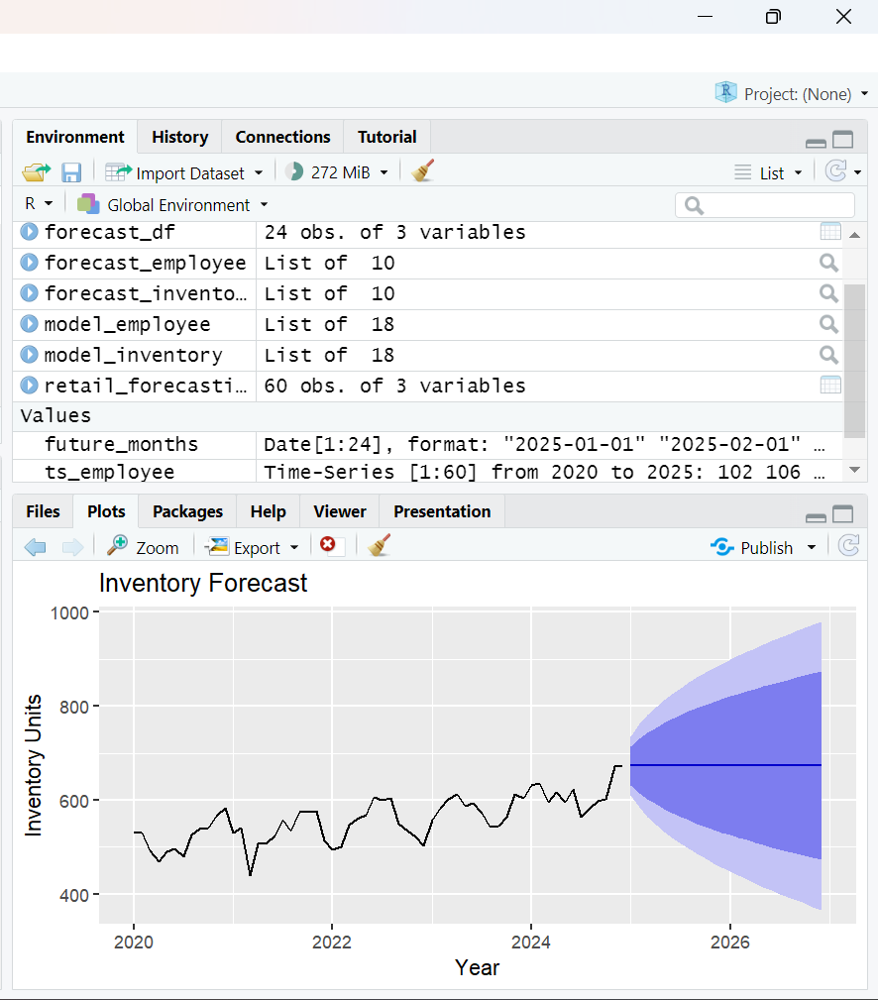 Project: (None)
Environment History Connections Tutorial
Import Dataset 272 MiB List
R Global Environment
forecast_df 24 obs. of 3 variables
forecast_employee List of 10
forecast_invento… List of 10
model_employee List of 18
model_inventory List of 18
retail_forecasti… 60 obs. of 3 variables
Values
future_months Date[1:24], format: "2025-01-01" "2025-02-01" …
ts_employee Time-Series [1:60] from 2020 to 2025: 102 106 …
Files Plots Packages Help Viewer Presentation
Zoom Export Publish
Inventory Forecast
1000
800
600
400
Inventory Units
2020 2022 2024 2026
Year